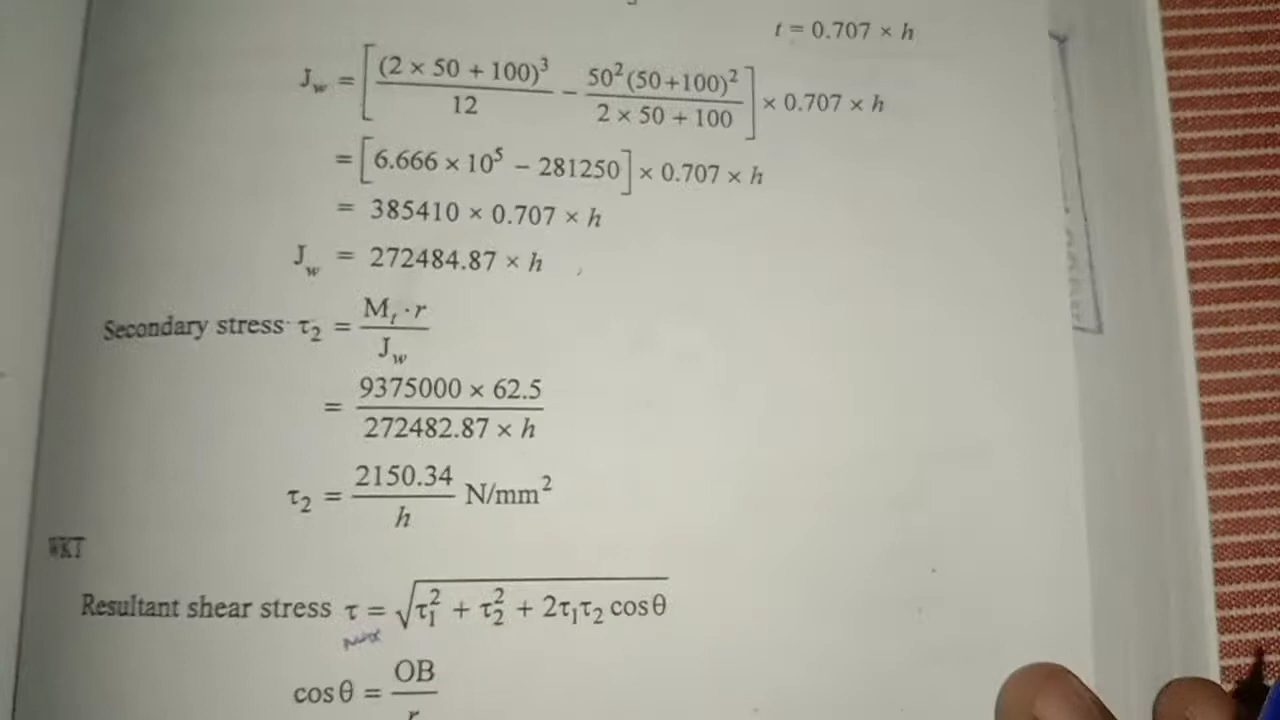 t = 0.707 × h
J_w = [(2 × 50 + 100)³ / 12 − 50²(50+100)² / 2 × 50 + 100] × 0.707 × h
= [6.666 × 10⁵ − 281250] × 0.707 × h
= 385410 × 0.707 × h
J_w = 272484.87 × h
Secondary stress τ₂ = M_t · r / J_w
= 9375000 × 62.5 / 272482.87 × h
τ₂ = 2150.34 / h N/mm²
WKT
Resultant shear stress τ = √τ₁² + τ₂² + 2τ₁τ₂ cosθ
max
cosθ = OB / r